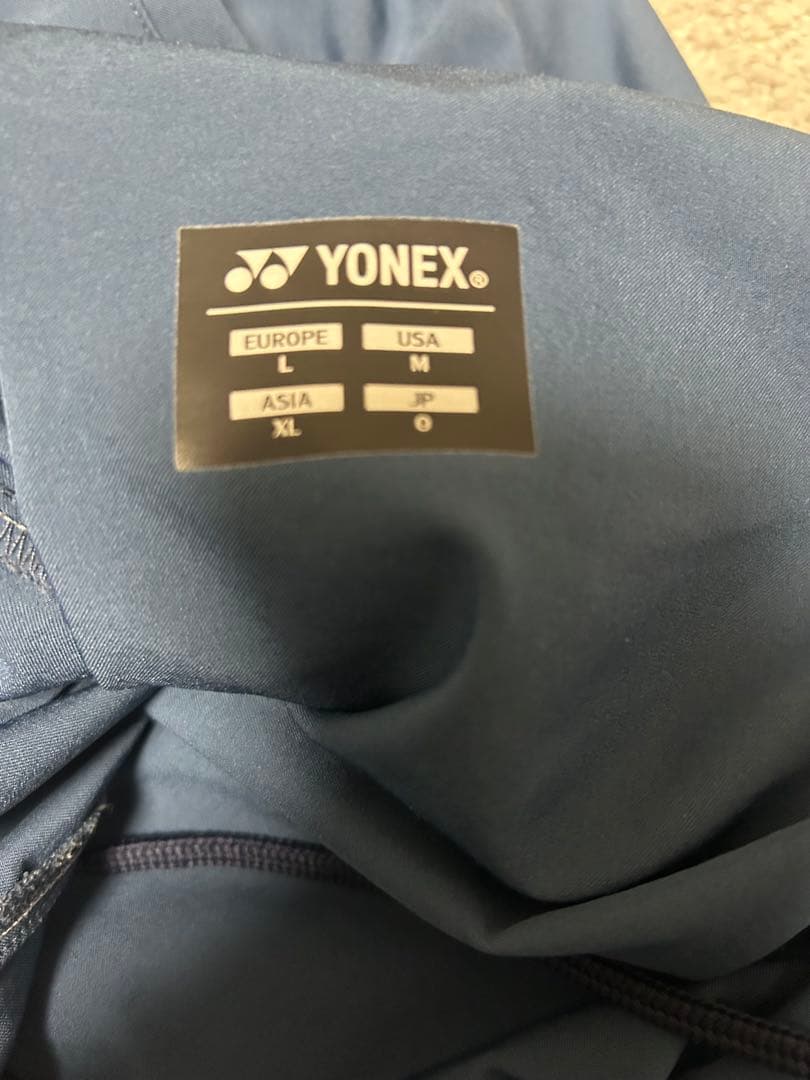 YONEX®
EUROPE USA
L M
ASIA JP
XL O